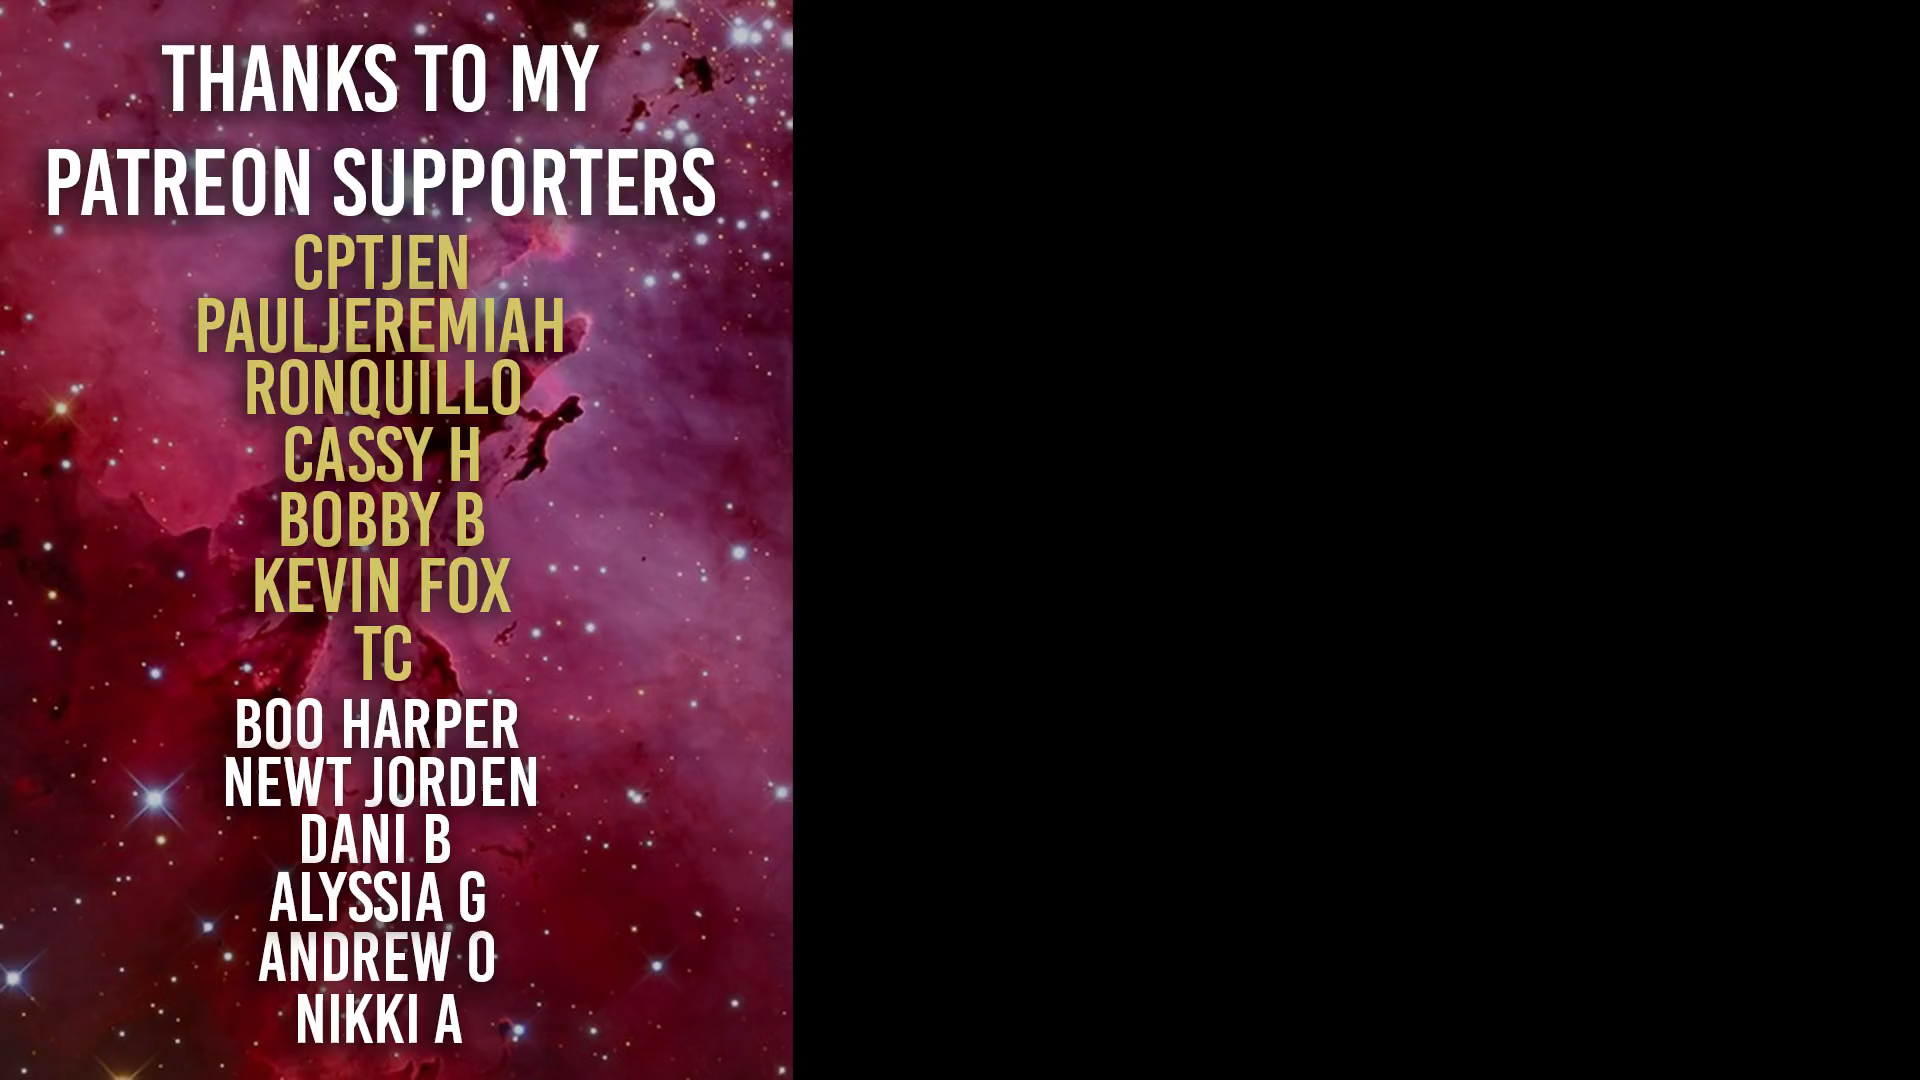 THANKS TO MY
PATREON SUPPORTERS
CPTJEN
PAULJEREMIAH
RONQUILLO
CASSY H
BOBBY B
KEVIN FOX
TC
BOO HARPER
NEWT JORDEN
DANI B
ALYSSIA G
ANDREW O
NIKKI A